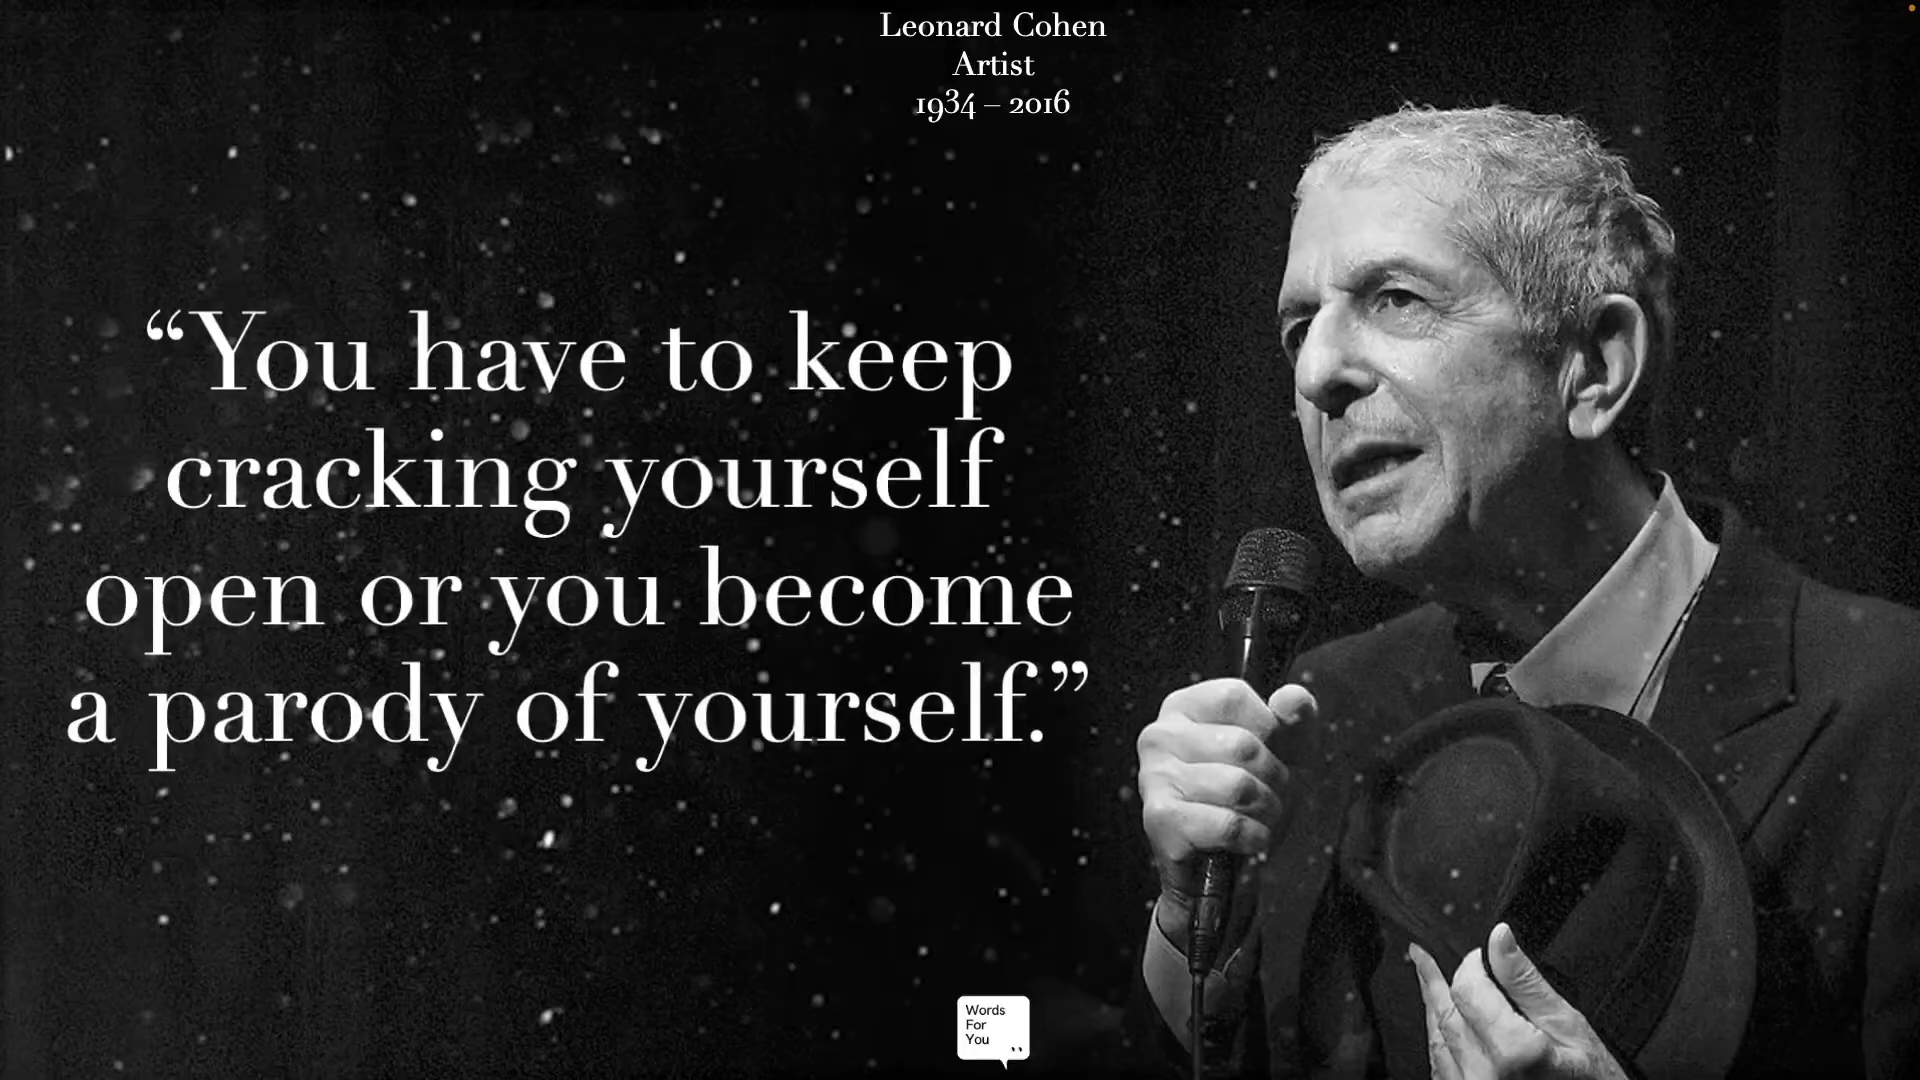 Leonard Cohen
Artist
1934 – 2016
“You have to keep
cracking yourself
open or you become
a parody of yourself.”
Words
For
You
,,